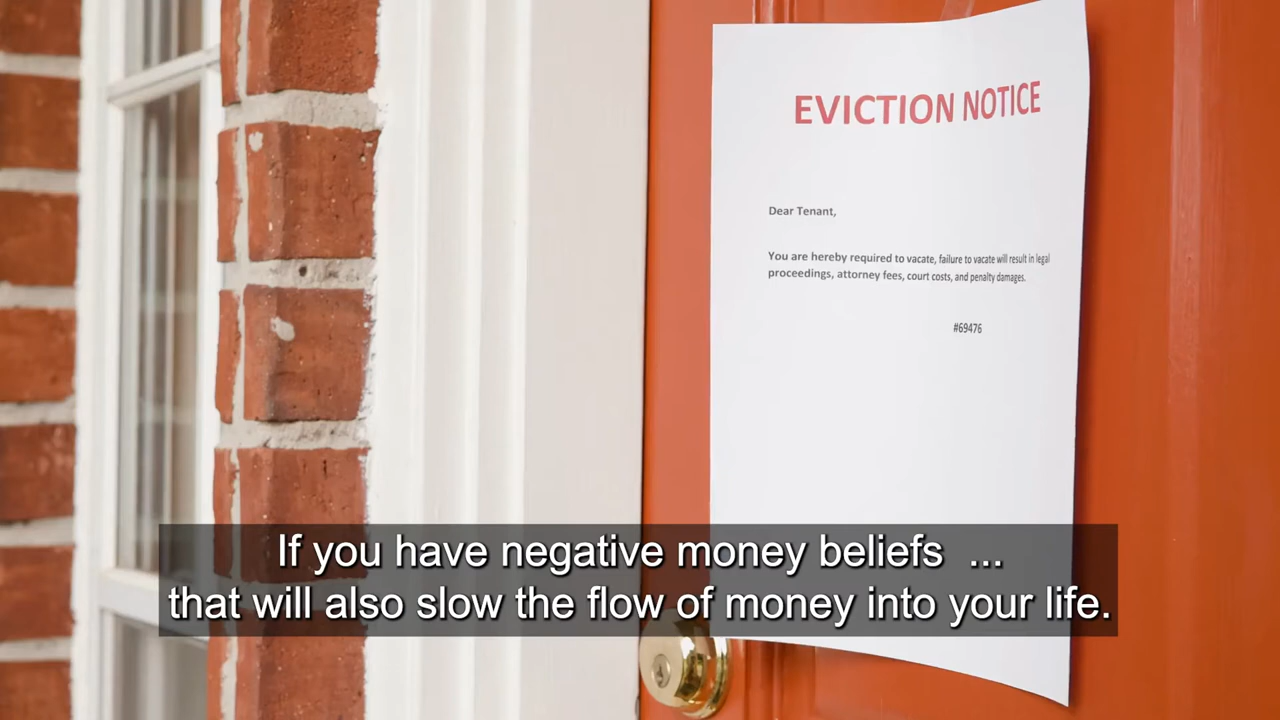 EVICTION NOTICE
Dear Tenant,
You are hereby required to vacate, failure to vacate will result in legal
proceedings, attorney fees, court costs, and penalty damages.
#69476
If you have negative money beliefs ...
that will also slow the flow of money into your life.